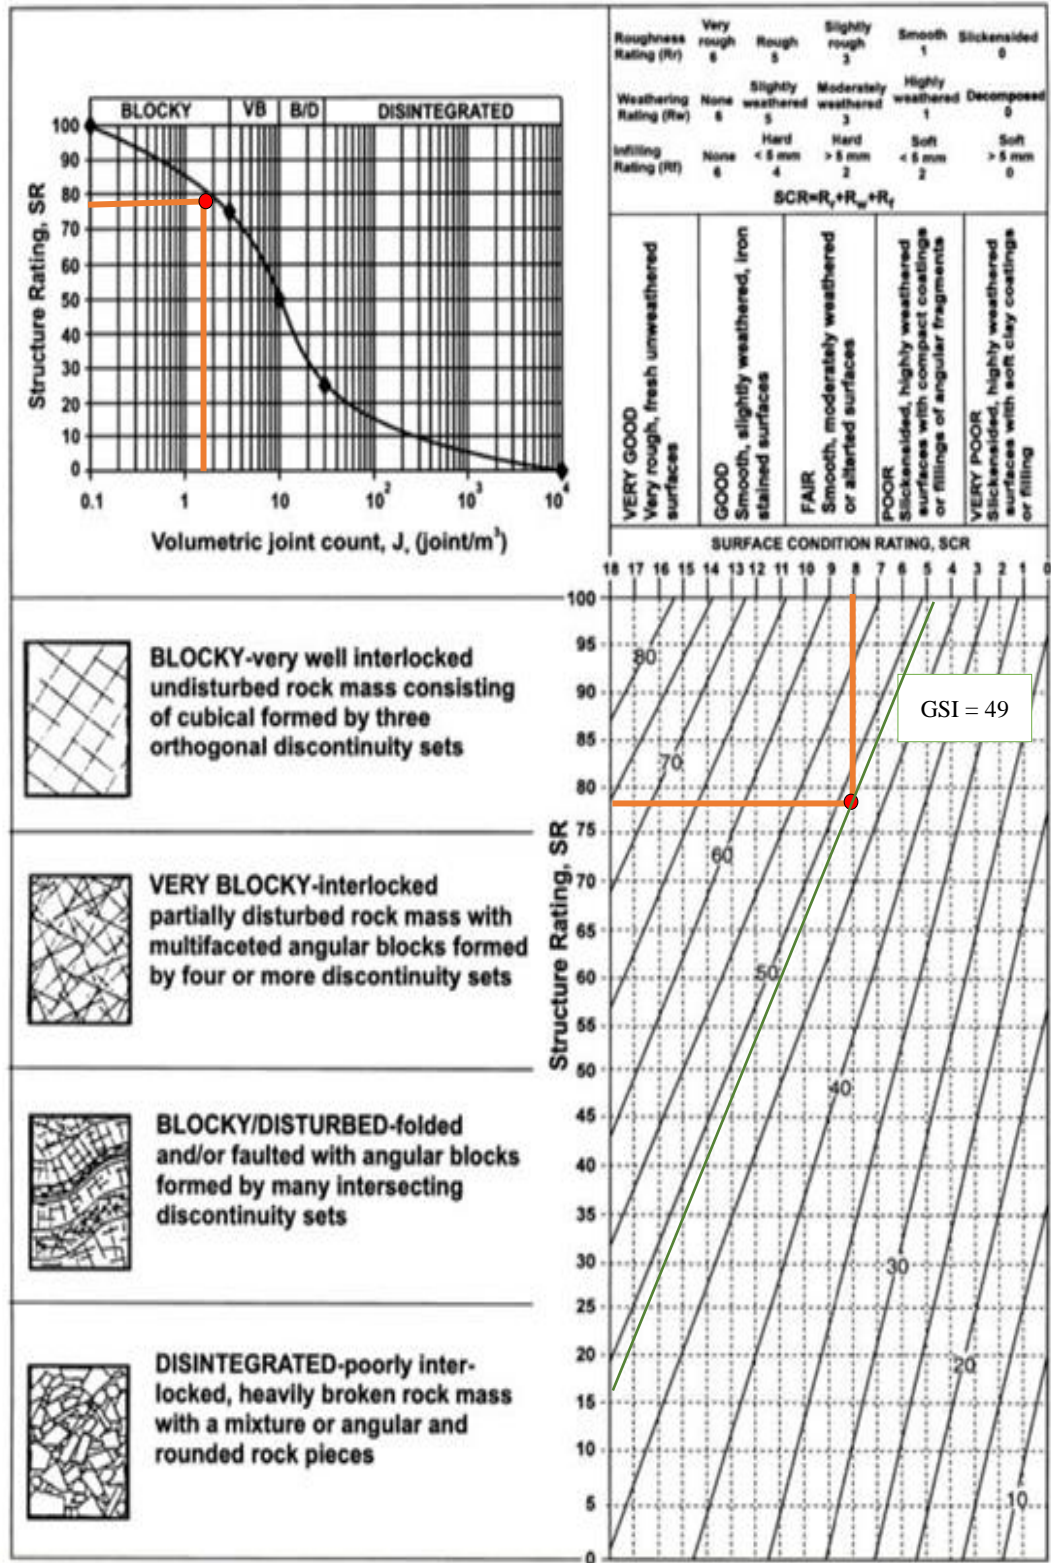 Roughness Rating (Rr) Very rough 6 Rough 5 Slightly rough 3 Smooth 1 Slickensided 0
Weathering Rating (Rw) None 6 Slightly weathered 5 Moderately weathered 3 Highly weathered 1 Decomposed 0
Infilling Rating (Rf) None 6 Hard < 5 mm 4 Hard > 5 mm 2 Soft < 5 mm 2 Soft > 5 mm 0
SCR=Rr+Rw+Rf
BLOCKY VB B/D DISINTEGRATED
Structure Rating, SR
100
90
80
70
60
50
40
30
20
10
0
0.1 1 10 10² 10³ 10⁴
Volumetric joint count, J, (joint/m³)
VERY GOOD
Very rough, fresh unweathered
surfaces
GOOD
Smooth, slightly weathered, iron
stained surfaces
FAIR
Smooth, moderately weathered
or alterted surfaces
POOR
Slickensided, highly weathered
surfaces with compact coatings
or fillings of angular fragments
VERY POOR
Slickensided, highly weathered
surfaces with soft clay coatings
or filling
SURFACE CONDITION RATING, SCR
18 17 16 15 14 13 12 11 10 9 8 7 6 5 4 3 2 1 0
BLOCKY-very well interlocked
undisturbed rock mass consisting
of cubical formed by three
orthogonal discontinuity sets
VERY BLOCKY-interlocked
partially disturbed rock mass with
multifaceted angular blocks formed
by four or more discontinuity sets
BLOCKY/DISTURBED-folded
and/or faulted with angular blocks
formed by many intersecting
discontinuity sets
DISINTEGRATED-poorly inter-
locked, heavily broken rock mass
with a mixture or angular and
rounded rock pieces
Structure Rating, SR
100
95
90
85
80
75
70
65
60
55
50
45
40
35
30
25
20
15
10
5
0
80
70
60
50
40
30
20
10
GSI = 49